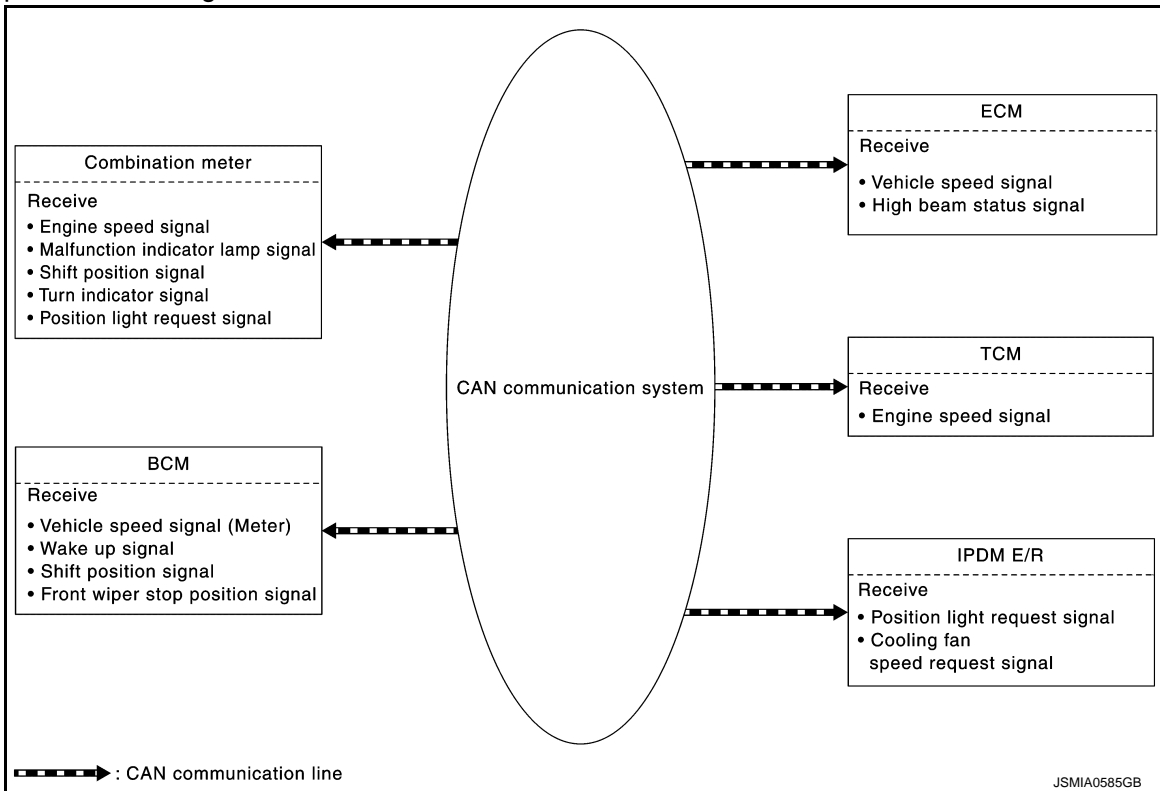 Combination meter
Receive
• Engine speed signal
• Malfunction indicator lamp signal
• Shift position signal
• Turn indicator signal
• Position light request signal
BCM
Receive
• Vehicle speed signal (Meter)
• Wake up signal
• Shift position signal
• Front wiper stop position signal
CAN communication system
ECM
Receive
• Vehicle speed signal
• High beam status signal
TCM
Receive
• Engine speed signal
IPDM E/R
Receive
• Position light request signal
• Cooling fan
speed request signal
: CAN communication line
JSMIA0585GB